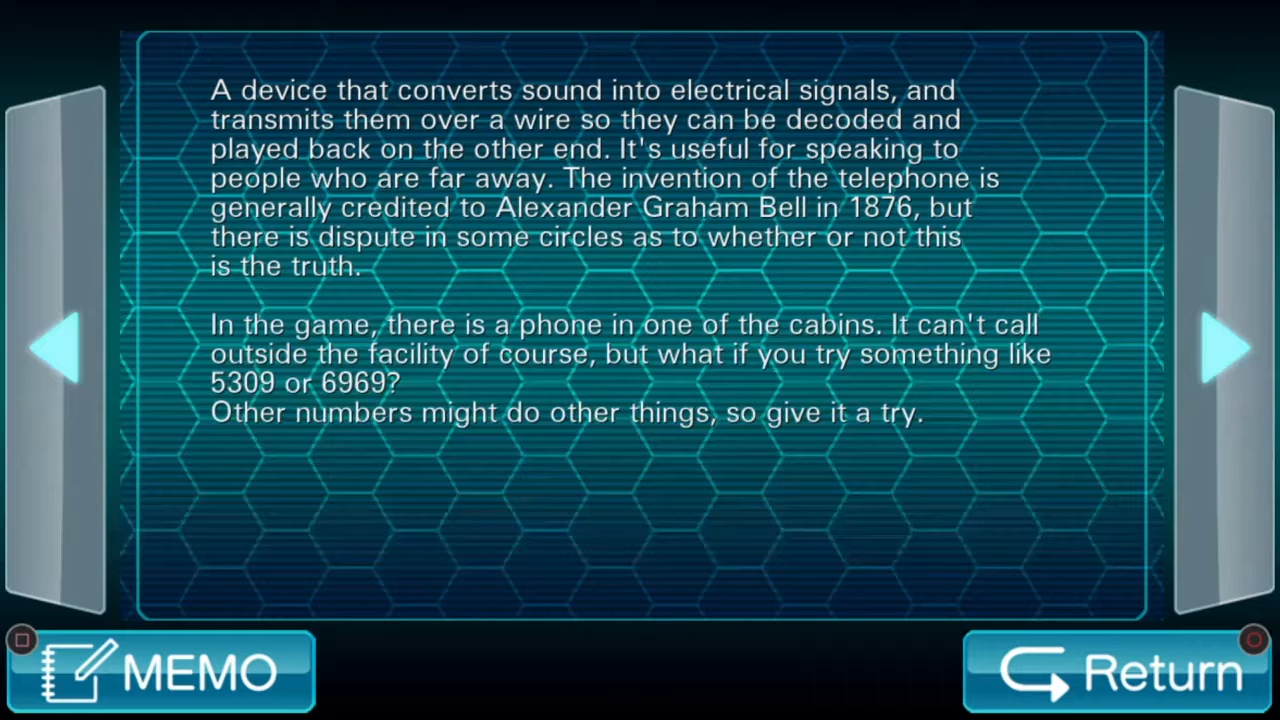 A device that converts sound into electrical signals, and
transmits them over a wire so they can be decoded and
played back on the other end. It's useful for speaking to
people who are far away. The invention of the telephone is
generally credited to Alexander Graham Bell in 1876, but
there is dispute in some circles as to whether or not this
is the truth.
In the game, there is a phone in one of the cabins. It can't call
outside the facility of course, but what if you try something like
5309 or 6969?
Other numbers might do other things, so give it a try.
MEMO
Return